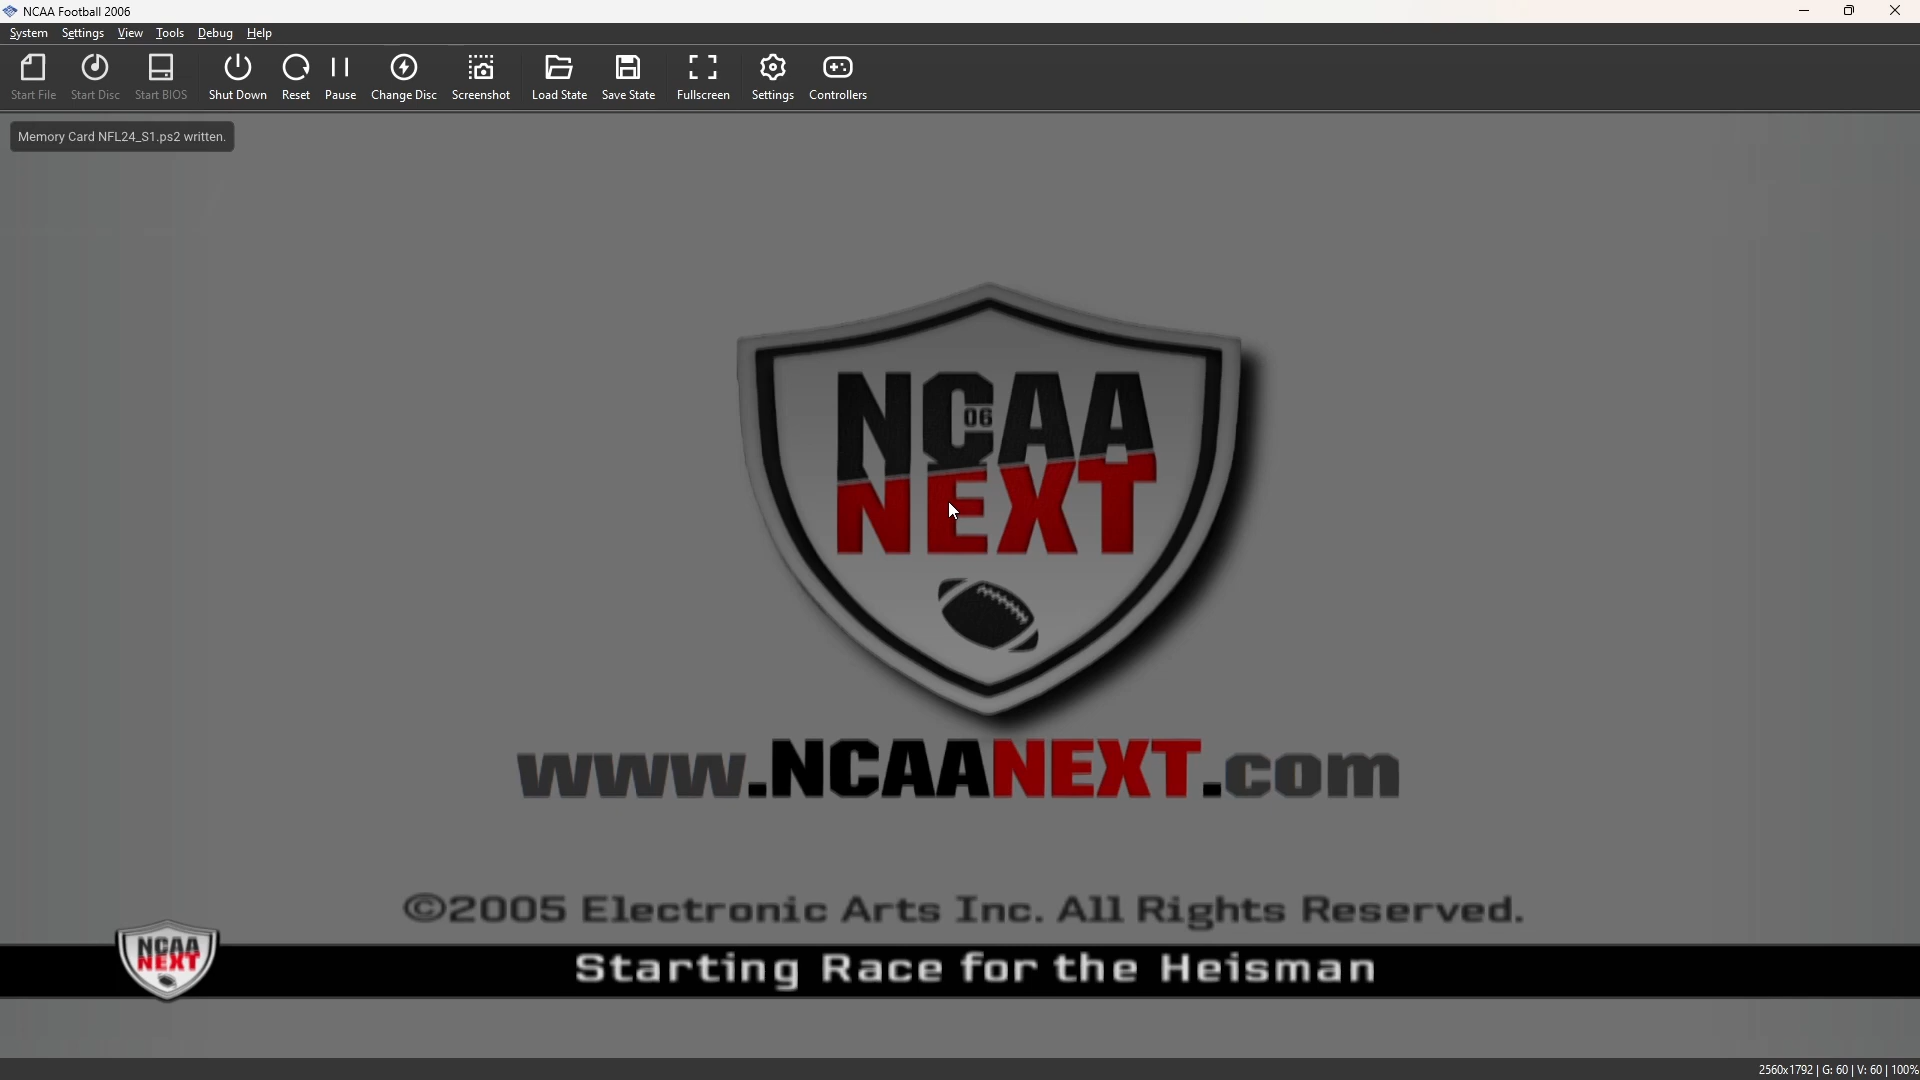 NCAA Football 2006
System Settings View Tools Debug Help
Start File Start Disc Start BIOS Shut Down Reset Pause Change Disc Screenshot Load State Save State Fullscreen Settings Controllers
Memory Card NFL24_S1.ps2 written.
NCAA
06
NEXT
www.NCAANEXT.com
©2005 Electronic Arts Inc. All Rights Reserved.
NCAA
NEXT
Starting Race for the Heisman
2560x1792 | G: 60 | V: 60 | 100%